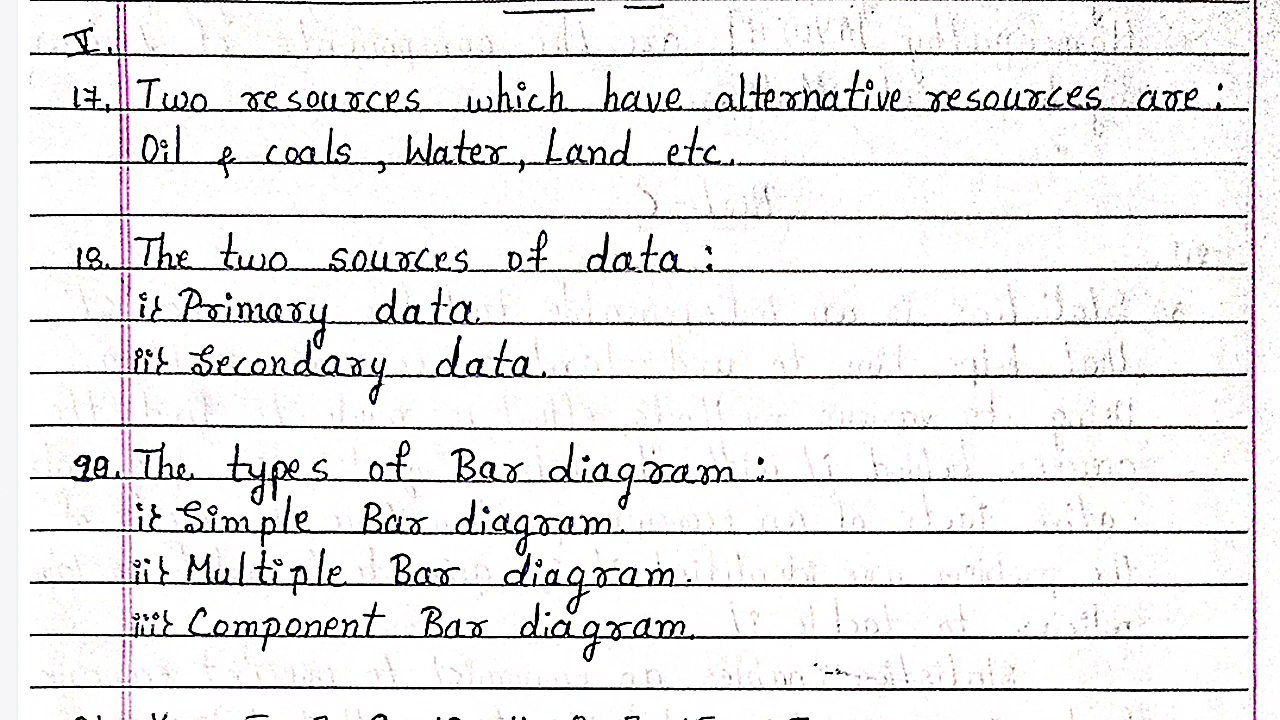 V.
17. Two resources which have alternative resources are:
Oil & coals, Water, Land etc.
18. The two sources of data:
i} Primary data.
ii} Secondary data.
The types of Bar diagram:
i} Simple Bar diagram.
ii} Multiple Bar diagram.
iii} Component Bar diagram.